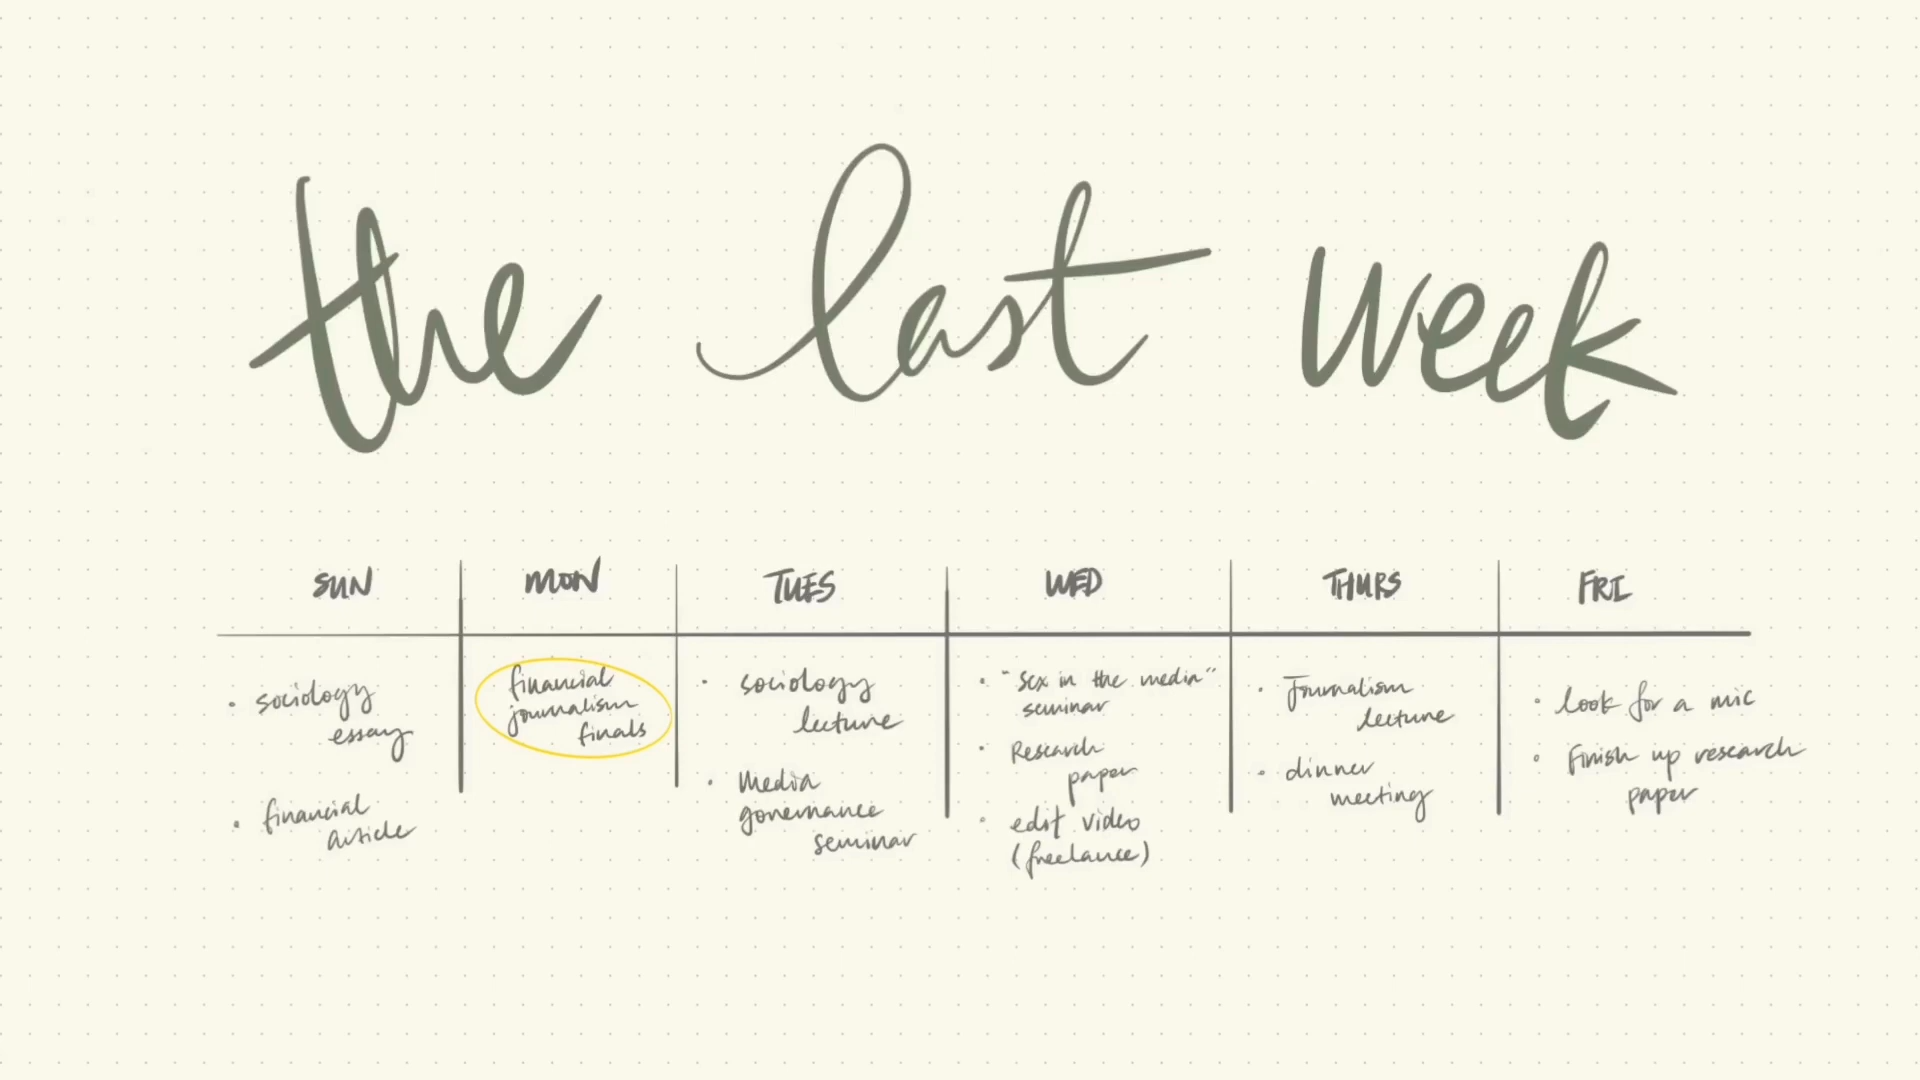 the last week
SUN
MON
TUES
WED
THURS
FRI
• sociology
essay
• financial
article
financial
journalism
finals
• sociology
lecture
• Media
governance
seminar
• "Sex in the media"
seminar
• Research
paper
• edit video
(freelance)
• Journalism
lecture
• dinner
meeting
• look for a mic
• Finish up research
paper